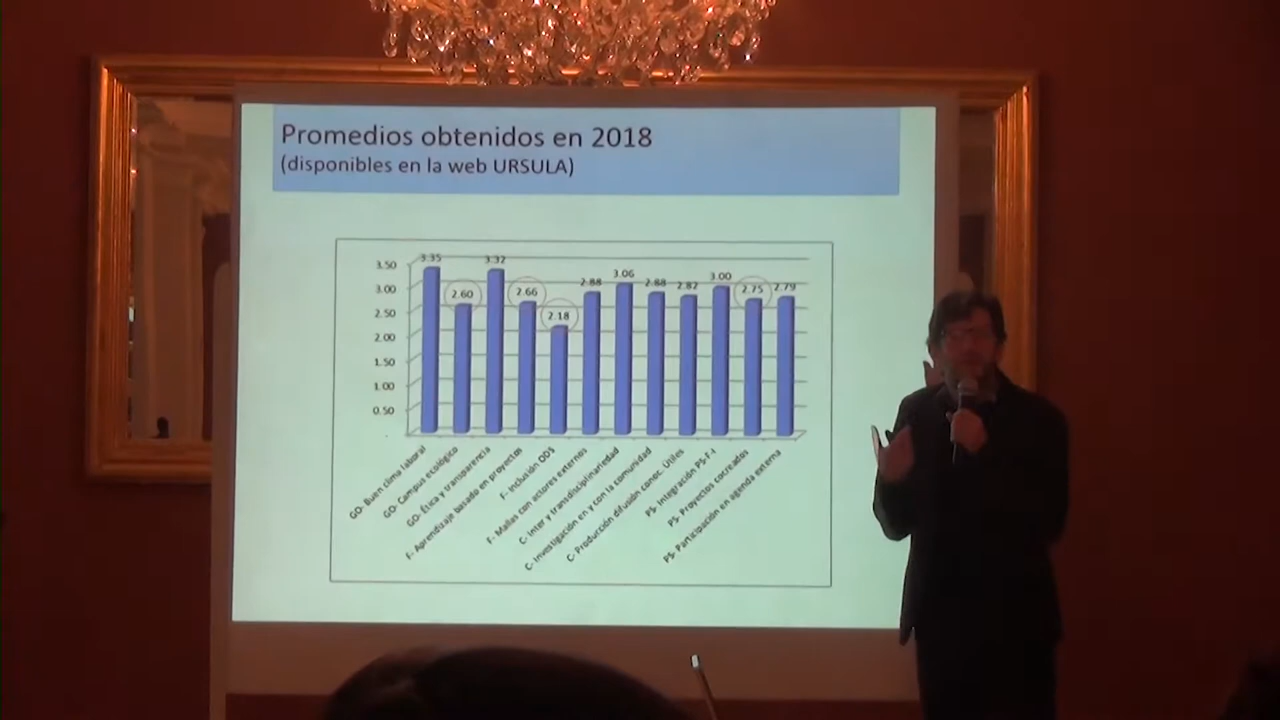 Promedios obtenidos en 2018
(disponibles en la web URSULA)
3.50
3.00
2.50
2.00
1.50
1.00
0.50
3.35
2.60
3.32
2.66
2.18
2.88
3.06
2.88
2.82
3.00
2.75
2.79
GO- Buen clima laboral
GO- Campus ecológico
GO- Ética y transparencia
F- Aprendizaje basado en proyectos
F- Inclusión ODS
F- Mallas con actores externos
C- Inter y transdisciplinariedad
C- Investigación en y con la comunidad
C- Producción difusión conoc. Útiles
PS- Integración PS-F-I
PS- Proyectos cocreados
PS- Participación en agenda externa